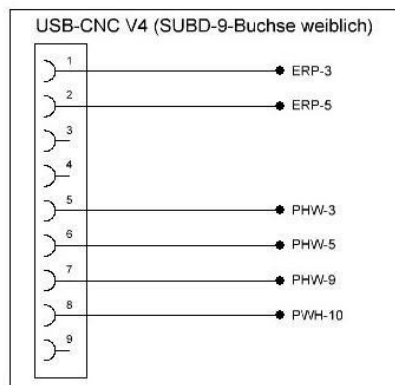 USB-CNC V4 (SUBD-9-Buchse weiblich)
1 ERP-3
2 ERP-5
3
4
5 PHW-3
6 PHW-5
7 PHW-9
8 PWH-10
9